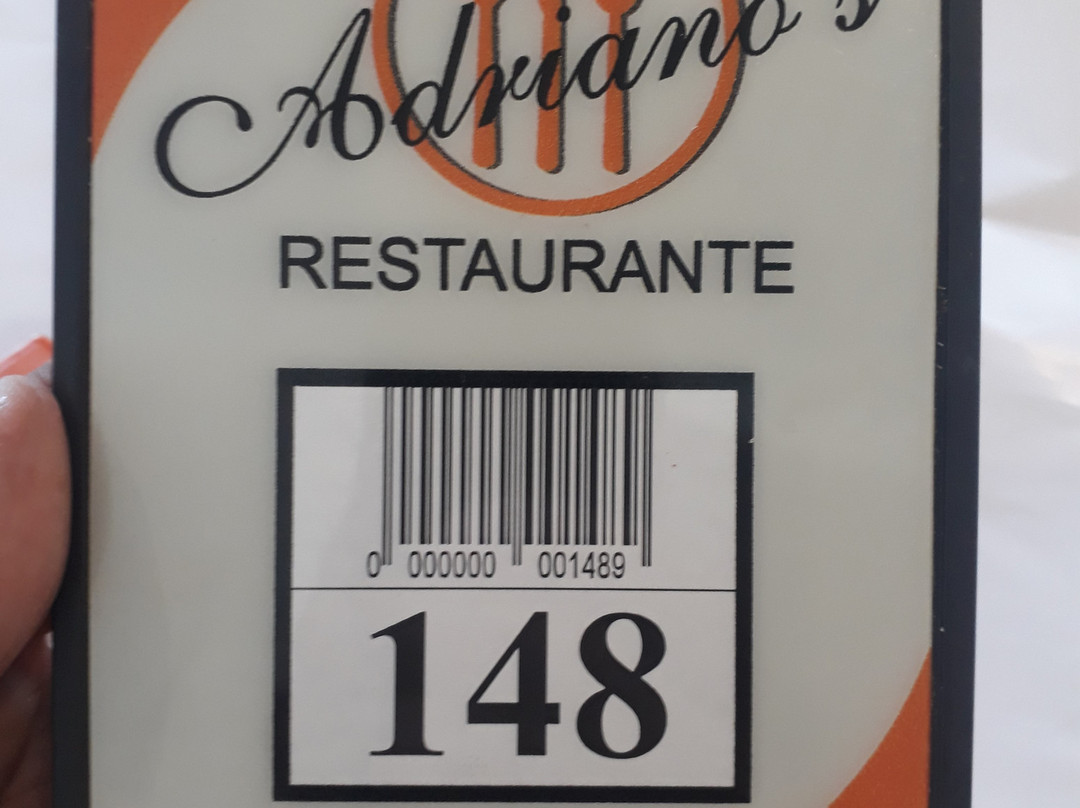 Adriano's
RESTAURANTE
0 000000 001489
148